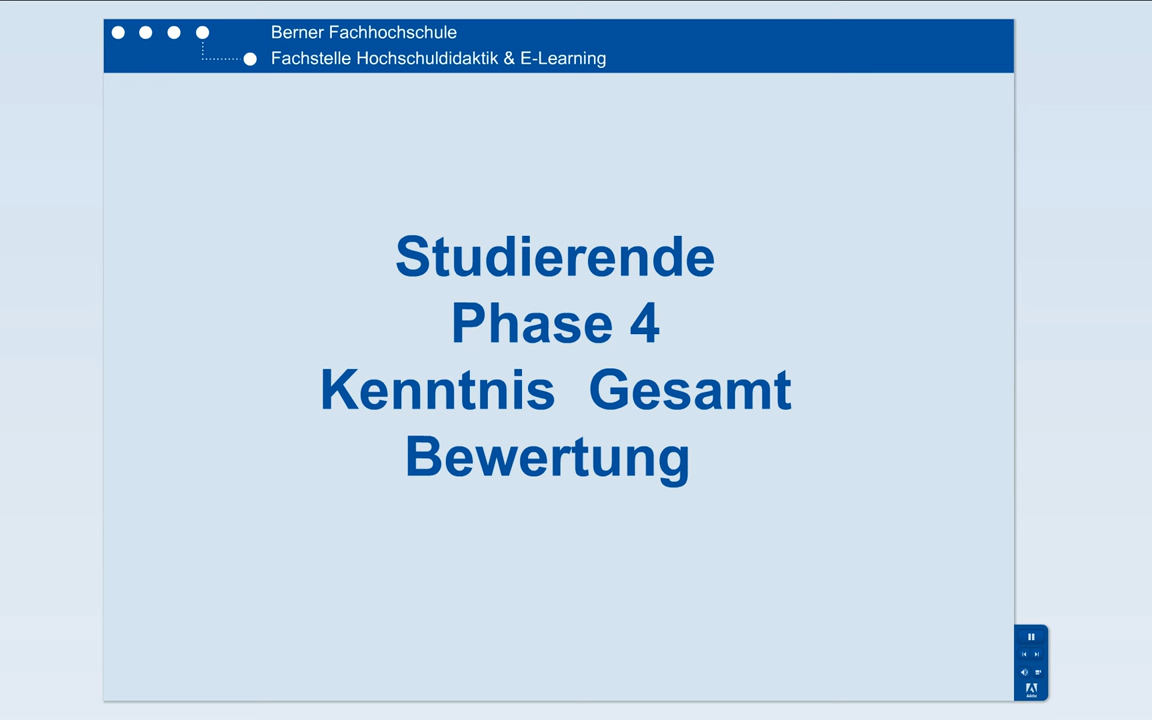 Berner Fachhochschule
Fachstelle Hochschuldidaktik & E-Learning
Studierende
Phase 4
Kenntnis  Gesamt
Bewertung